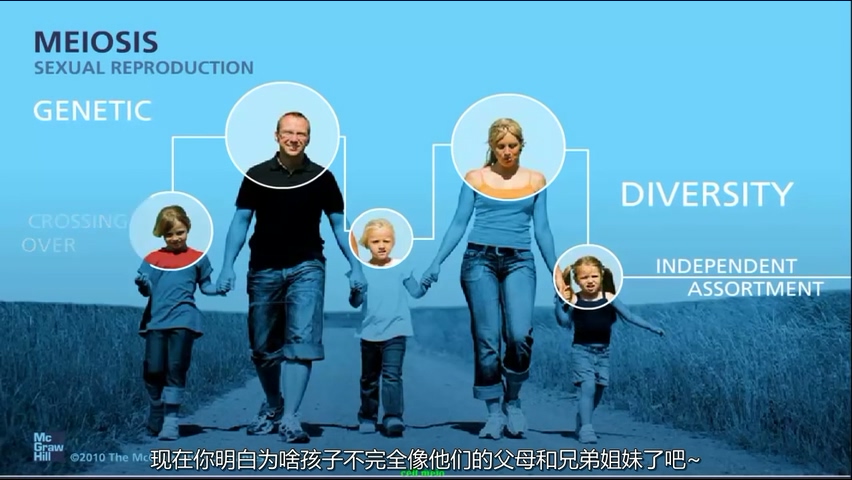 MEIOSIS
SEXUAL REPRODUCTION
GENETIC
DIVERSITY
CROSSING
OVER
INDEPENDENT
ASSORTMENT
Mc
Graw
Hill
©2010 The Mc
现在你明白为啥孩子不完全像他们的父母和兄弟姐妹了吧~